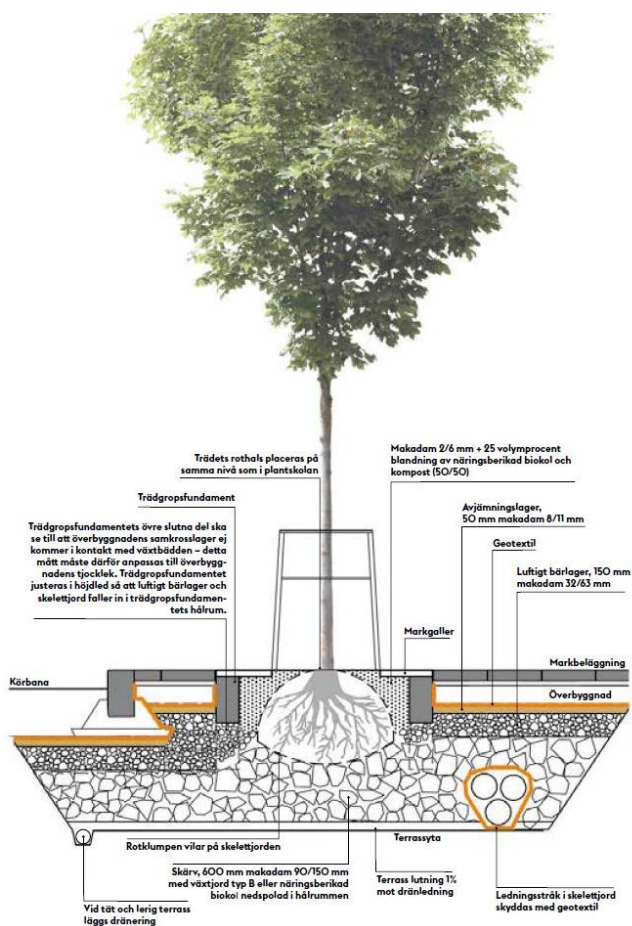 Trädets rothals placeras på
samma nivå som i plantskolan
Makadam 2/6 mm + 25 volymprocent
blandning av näringsberikad biokol och
kompost (50/50)
Trädgropsfundament
Trädgropsfundamentets övre slutna del ska
se till att överbyggnadens samkrosslager ej
kommer i kontakt med växtbädden – detta
mått måste därför anpassas till överbygg-
nadens tjocklek. Trädgropsfundamentet
justeras i höjdled så att luftigt bärlager och
skelettjord faller in i trädgropsfundamen-
tets hålrum.
Avjämningslager,
50 mm makadam 8/11 mm
Geotextil
Luftigt bärlager, 150 mm
makadam 32/63 mm
Markgaller
Markbeläggning
Körbana
Överbyggnad
Terrassyta
Rotklumpen vilar på skelettjorden
Skärv, 600 mm makadam 90/150 mm
med växtjord typ B eller näringsberikad
biokol nedspolad i hålrummen
Terrass lutning 1%
mot dränledning
Ledningsstråk i skelettjord
skyddas med geotextil
Vid tät och lerig terrass
läggs dränering